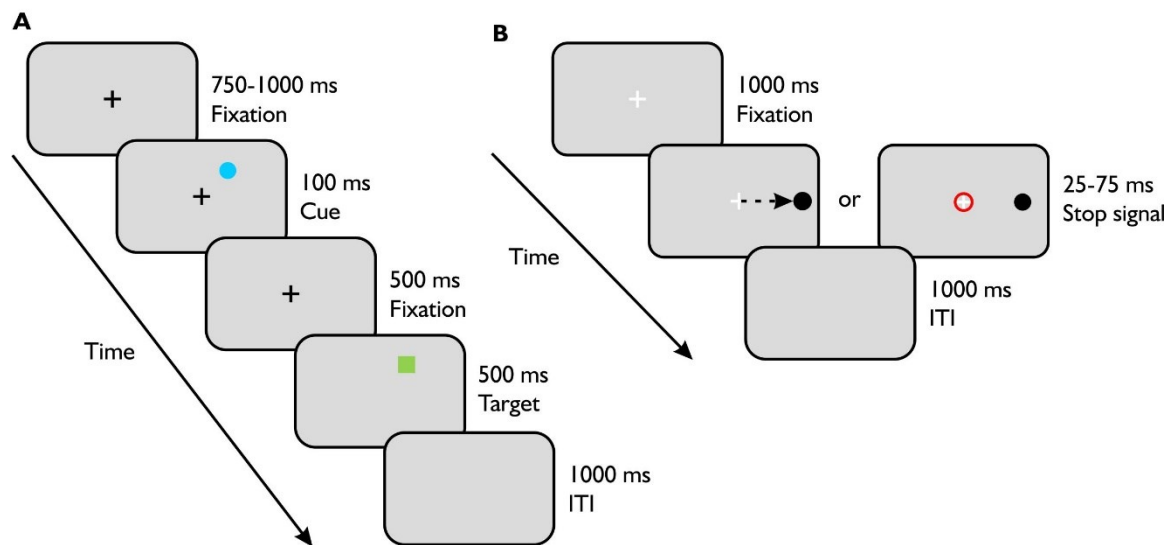 A
750-1000 ms
Fixation
100 ms
Cue
500 ms
Fixation
Time
500 ms
Target
1000 ms
ITI
B
1000 ms
Fixation
or
25-75 ms
Stop signal
Time
1000 ms
ITI